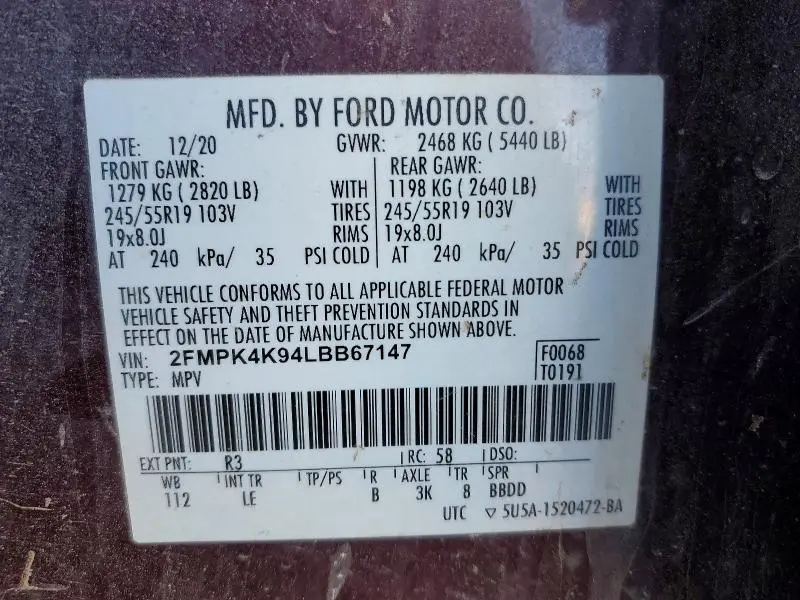 MFD. BY FORD MOTOR CO.
DATE: 12/20 GVWR: 2468 KG ( 5440 LB)
FRONT GAWR: REAR GAWR:
1279 KG ( 2820 LB) WITH 1198 KG ( 2640 LB) WITH
245/55R19 103V TIRES 245/55R19 103V TIRES
19x8.0J RIMS 19x8.0J RIMS
AT 240 kPa/ 35 PSI COLD AT 240 kPa/ 35 PSI COLD
THIS VEHICLE CONFORMS TO ALL APPLICABLE FEDERAL MOTOR
VEHICLE SAFETY AND THEFT PREVENTION STANDARDS IN
EFFECT ON THE DATE OF MANUFACTURE SHOWN ABOVE.
VIN: 2FMPK4K94LBB67147 F0068
TYPE: MPV T0191
EXT PNT: R3 RC: 58 DSO:
WB INT TR TP/PS R AXLE TR SPR
112 LE B 3K 8 BBDD
UTC ▽ 5U5A-1520472-BA